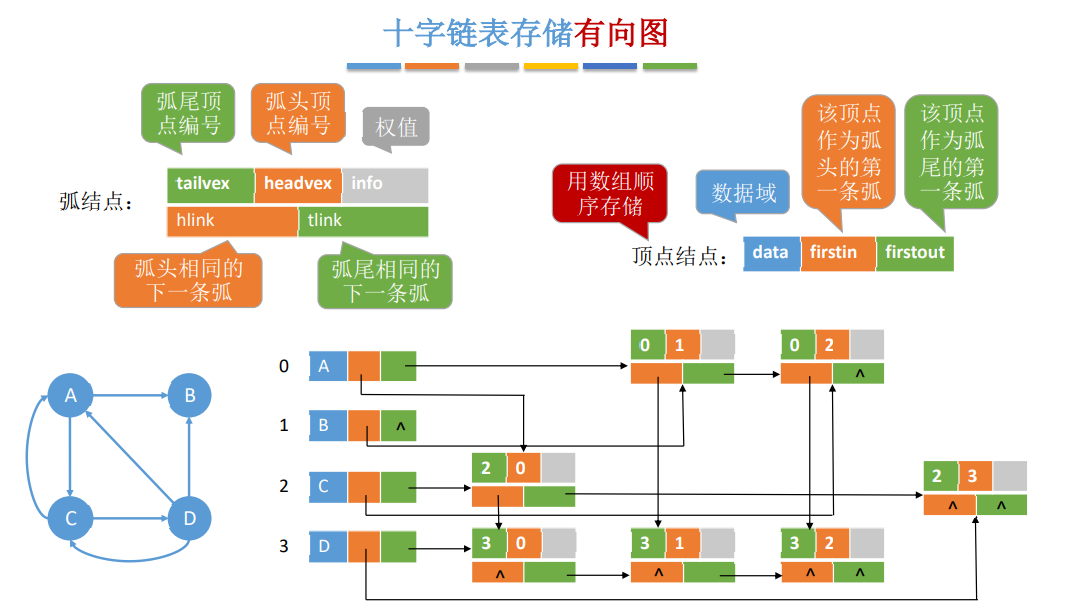 十字链表存储有向图
弧尾顶
点编号
弧头顶
点编号
权值
弧结点：
tailvex headvex info
hlink tlink
弧头相同的
下一条弧
弧尾相同的
下一条弧
用数组顺
序存储
数据域
该顶点
作为弧
头的第
一条弧
该顶点
作为弧
尾的第
一条弧
顶点结点：
data firstin firstout
A B
C D
0 A
0 1
0 2
^
1 B ^
2 C
2 0
2 3
^ ^
3 D
3 0
^
3 1
^
3 2
^ ^